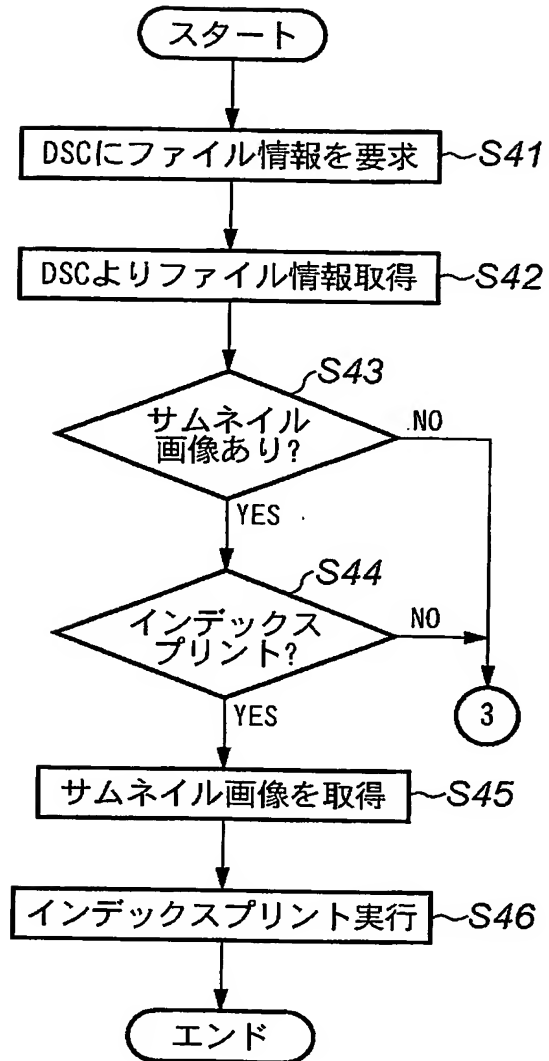 スタート
DSCにファイル情報を要求 S41
DSCよりファイル情報取得 S42
S43
サムネイル
画像あり?
NO
YES
S44
インデックス
プリント?
NO
3
YES
サムネイル画像を取得 S45
インデックスプリント実行 S46
エンド